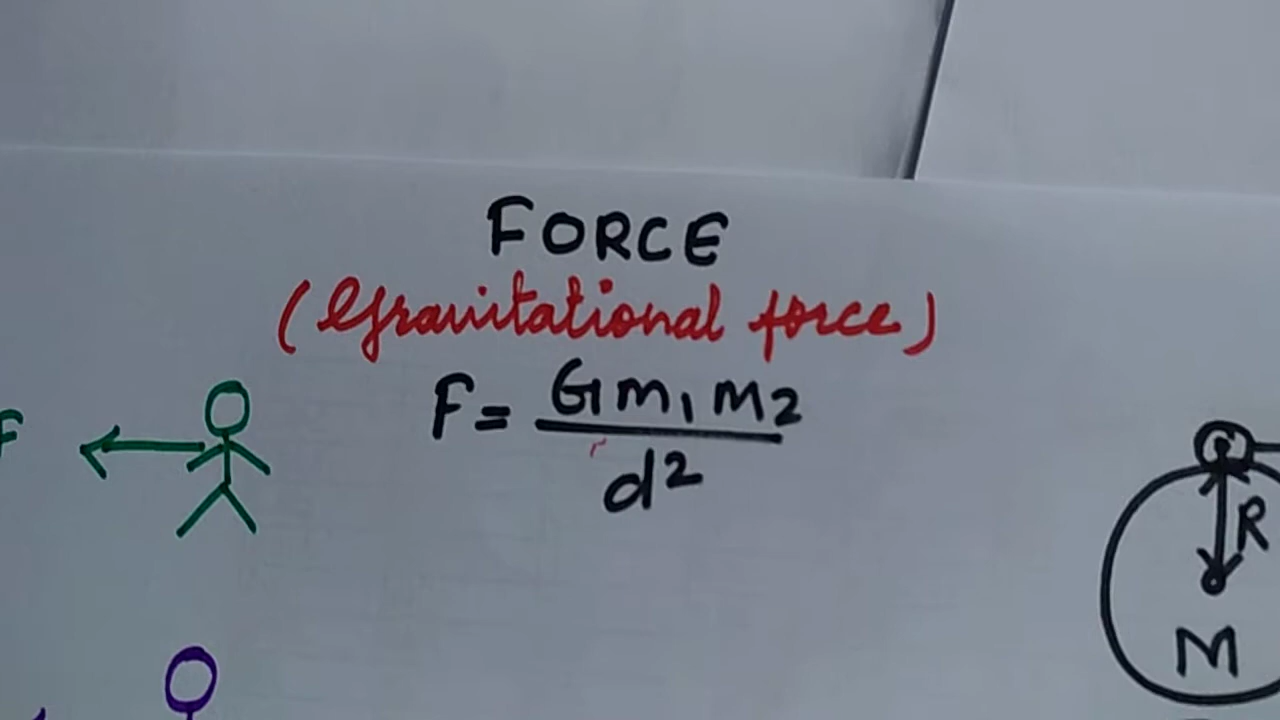 FORCE
(Gravitational force)
F = Gm₁m₂
d²
F
R
M